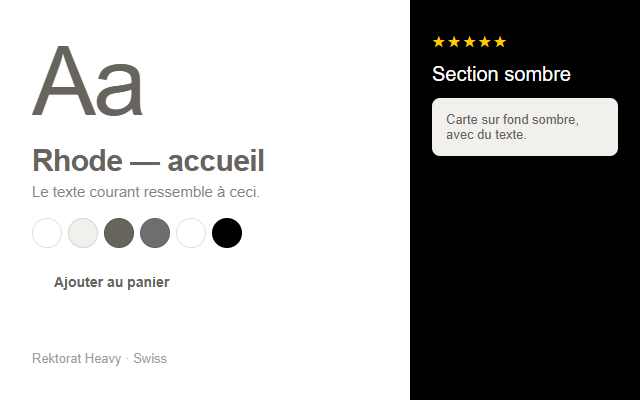 Aa
Rhode — accueil
Le texte courant ressemble à ceci.
Ajouter au panier
Rektorat Heavy · Swiss
★★★★★
Section sombre
Carte sur fond sombre,
avec du texte.